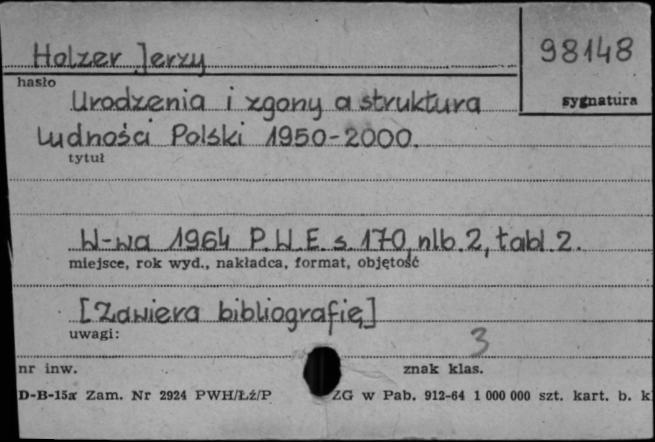 Holzer Jerzy
98148
hasło
sygnatura
Urodzenia i zgony a struktura
ludności Polski 1950-2000.
tytuł
W-wa 1964 P.W.E. s. 170, nlb. 2, tabl. 2.
miejsce, rok wyd., nakładca, format, objętość
[Zawiera bibliografię]
uwagi:
3
nr inw.
znak klas.
D-B-15a Zam. Nr 2924 PWH/Łź/P ZG w Pab. 912-64 1 000 000 szt. kart. b. k